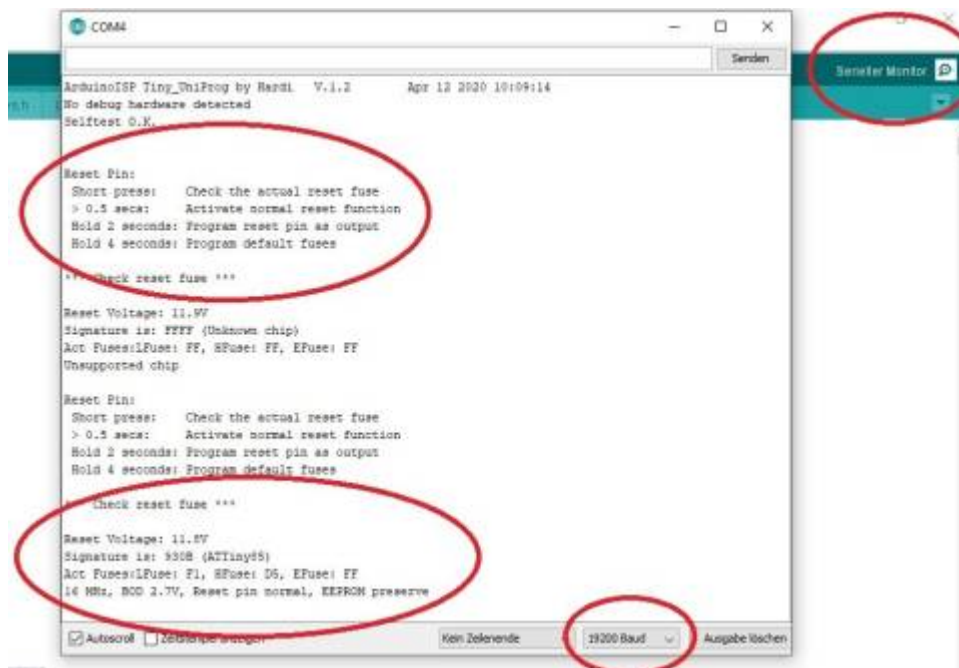 COM4
Senden
Serieller Monitor
ArduinoISP Tiny_UniProg by Hardi V.1.2 Apr 12 2020 10:09:14
No debug hardware detected
Selftest O.K.
Reset Pin:
Short press: Check the actual reset fuse
> 0.5 secs: Activate normal reset function
Hold 2 seconds: Program reset pin as output
Hold 4 seconds: Program default fuses
*** Check reset fuse ***
Reset Voltage: 11.9V
Signature is: FFFF (Unknown chip)
Act Fuses:LFuse: FF, HFuse: FF, EFuse: FF
Unsupported chip
Reset Pin:
Short press: Check the actual reset fuse
> 0.5 secs: Activate normal reset function
Hold 2 seconds: Program reset pin as output
Hold 4 seconds: Program default fuses
Check reset fuse ***
Reset Voltage: 11.8V
Signature is: 930B (ATTiny85)
Act Fuses:LFuse: F1, HFuse: D5, EFuse: FF
16 MHz, BOD 2.7V, Reset pin normal, EEPROM preserve
Autoscroll Zeitstempel anzeigen Kein Zeilenende 19200 Baud Ausgabe löschen